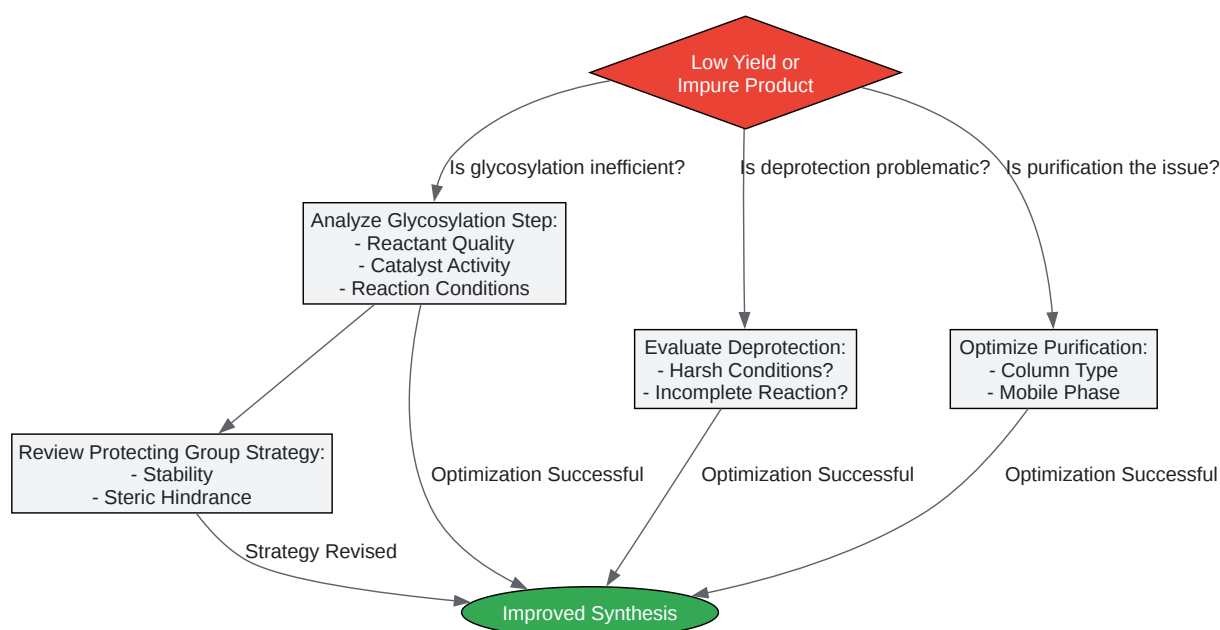 Low Yield or
Impure Product
Is glycosylation inefficient?
Is deprotection problematic?
Is purification the issue?
Analyze Glycosylation Step:
- Reactant Quality
- Catalyst Activity
- Reaction Conditions
Evaluate Deprotection:
- Harsh Conditions?
- Incomplete Reaction?
Optimize Purification:
- Column Type
- Mobile Phase
Review Protecting Group Strategy:
- Stability
- Steric Hindrance
Optimization Successful
Optimization Successful
Optimization Successful
Strategy Revised
Improved Synthesis